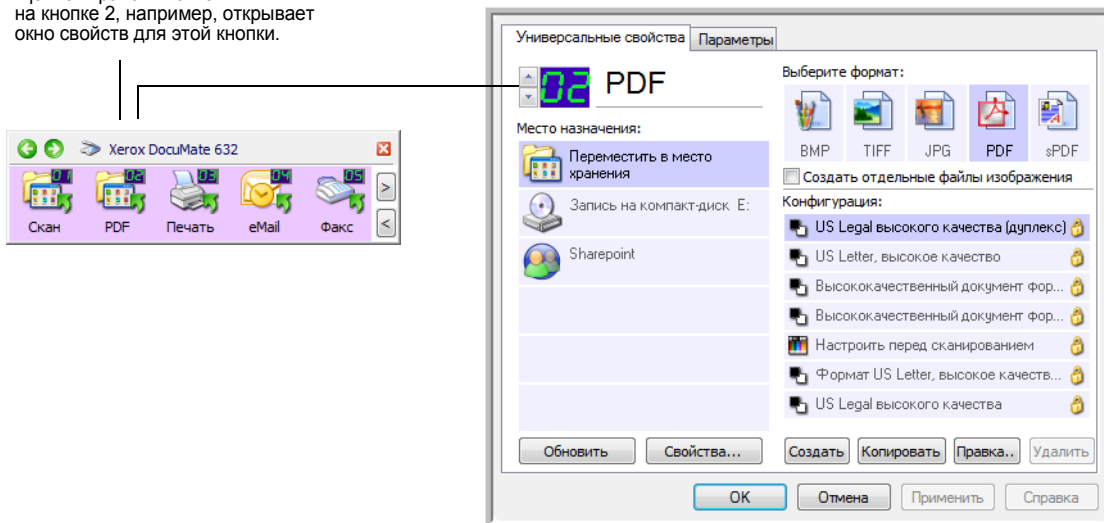 на кнопке 2, например, открывает
окно свойств для этой кнопки.
Xerox DocuMate 632
01
02
03
04
05
Скан
PDF
Печать
eMail
Факс
>
<
Универсальные свойства
Параметры
02
PDF
Место назначения:
Переместить в место
хранения
Запись на компакт-диск E:
Sharepoint
Обновить
Свойства...
Выберите формат:
BMP
TIFF
JPG
PDF
sPDF
Создать отдельные файлы изображения
Конфигурация:
US Legal высокого качества (дуплекс)
US Letter, высокое качество
Высококачественный документ фор...
Высококачественный документ фор...
Настроить перед сканированием
Формат US Letter, высокое качеств...
US Legal высокого качества
Создать
Копировать
Правка..
Удалить
OK
Отмена
Применить
Справка